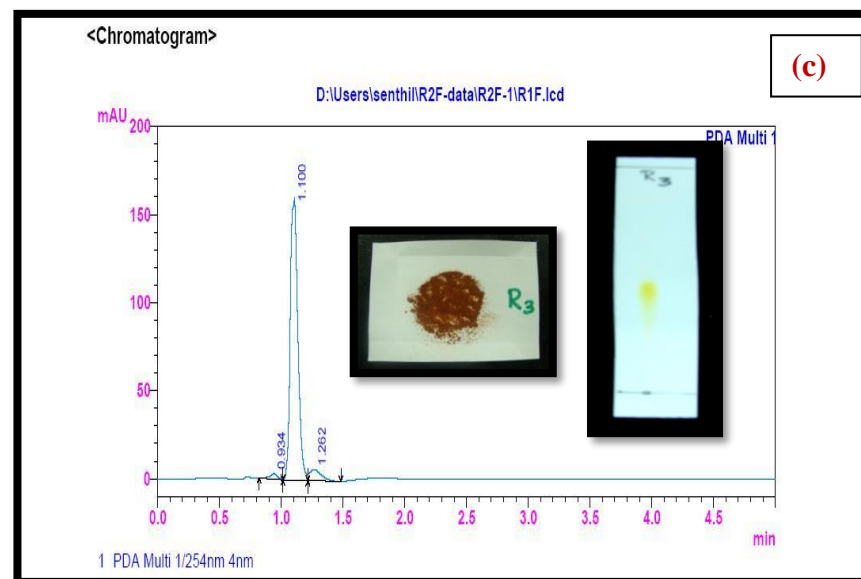 <Chromatogram>
(c)
D:\Users\senthil\R2F-data\R2F-1\R1F.lcd
mAU
PDA Multi 1
200
150
100
50
0
0.934
1.100
1.262
R3
R3
0.0 0.5 1.0 1.5 2.0 2.5 3.0 3.5 4.0 4.5
min
1 PDA Multi 1/254nm 4nm